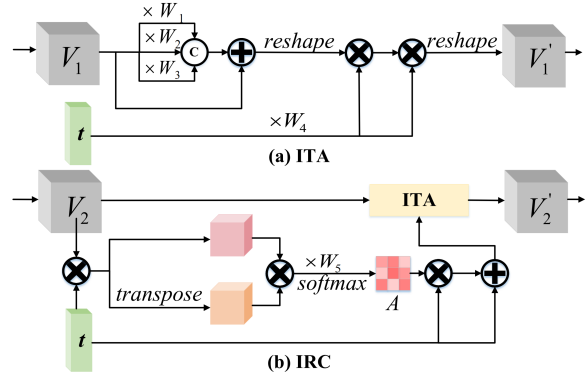 × W₁
× W₂
× W₃
V₁
C
reshape
reshape
V₁'
t
×W₄
(a) ITA
V₂
ITA
V₂'
transpose
×W₅
softmax
A
t
(b) IRC